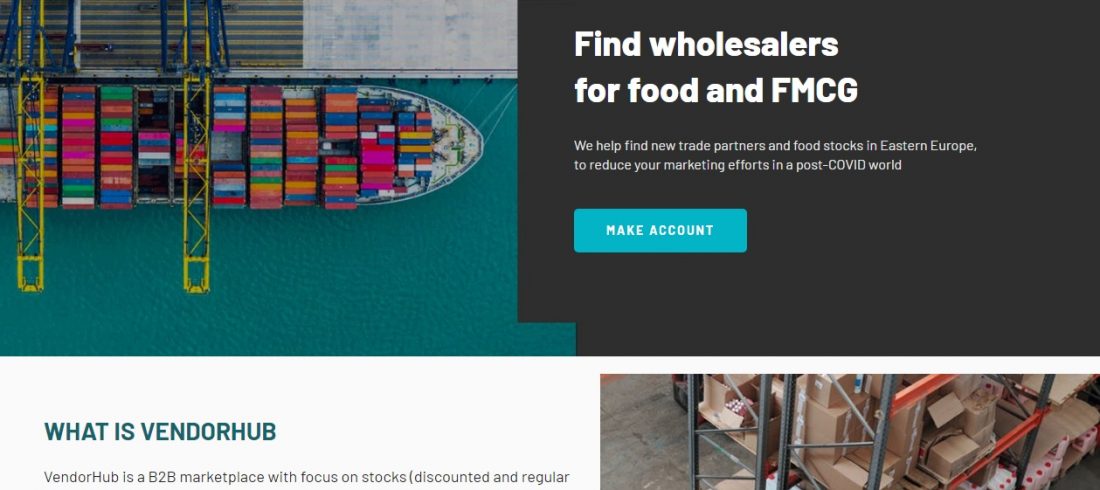 Find wholesalers
for food and FMCG
We help find new trade partners and food stocks in Eastern Europe,
to reduce your marketing efforts in a post-COVID world
MAKE ACCOUNT
WHAT IS VENDORHUB
VendorHub is a B2B marketplace with focus on stocks (discounted and regular